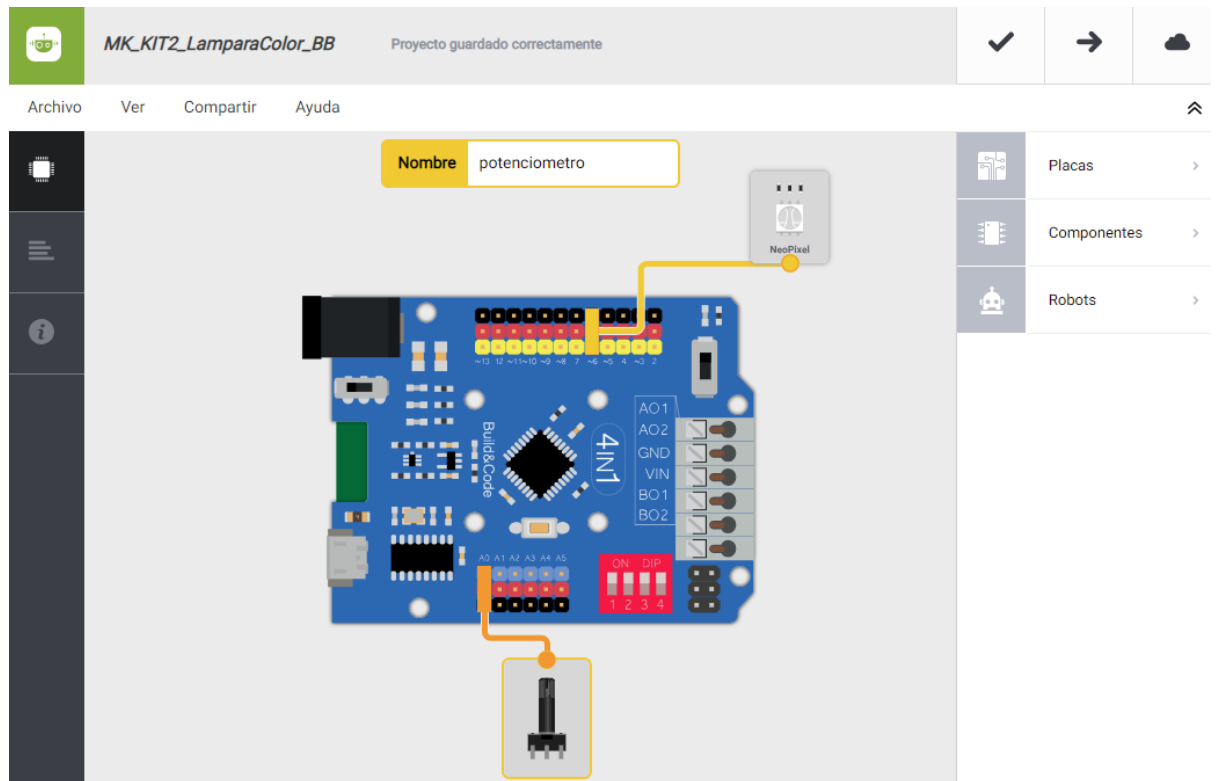 MK_KIT2_LamparaColor_BB
Proyecto guardado correctamente
Archivo Ver Compartir Ayuda
Nombre potenciometro
Placas
Componentes
Robots
NeoPixel
~13 12 ~11 ~10 ~9 ~8 7 ~6 ~5 4 ~3 2
AO1
AO2
GND
VIN
BO1
BO2
Build&Code
4IN1
A0 A1 A2 A3 A4 A5
ON DIP
1 2 3 4